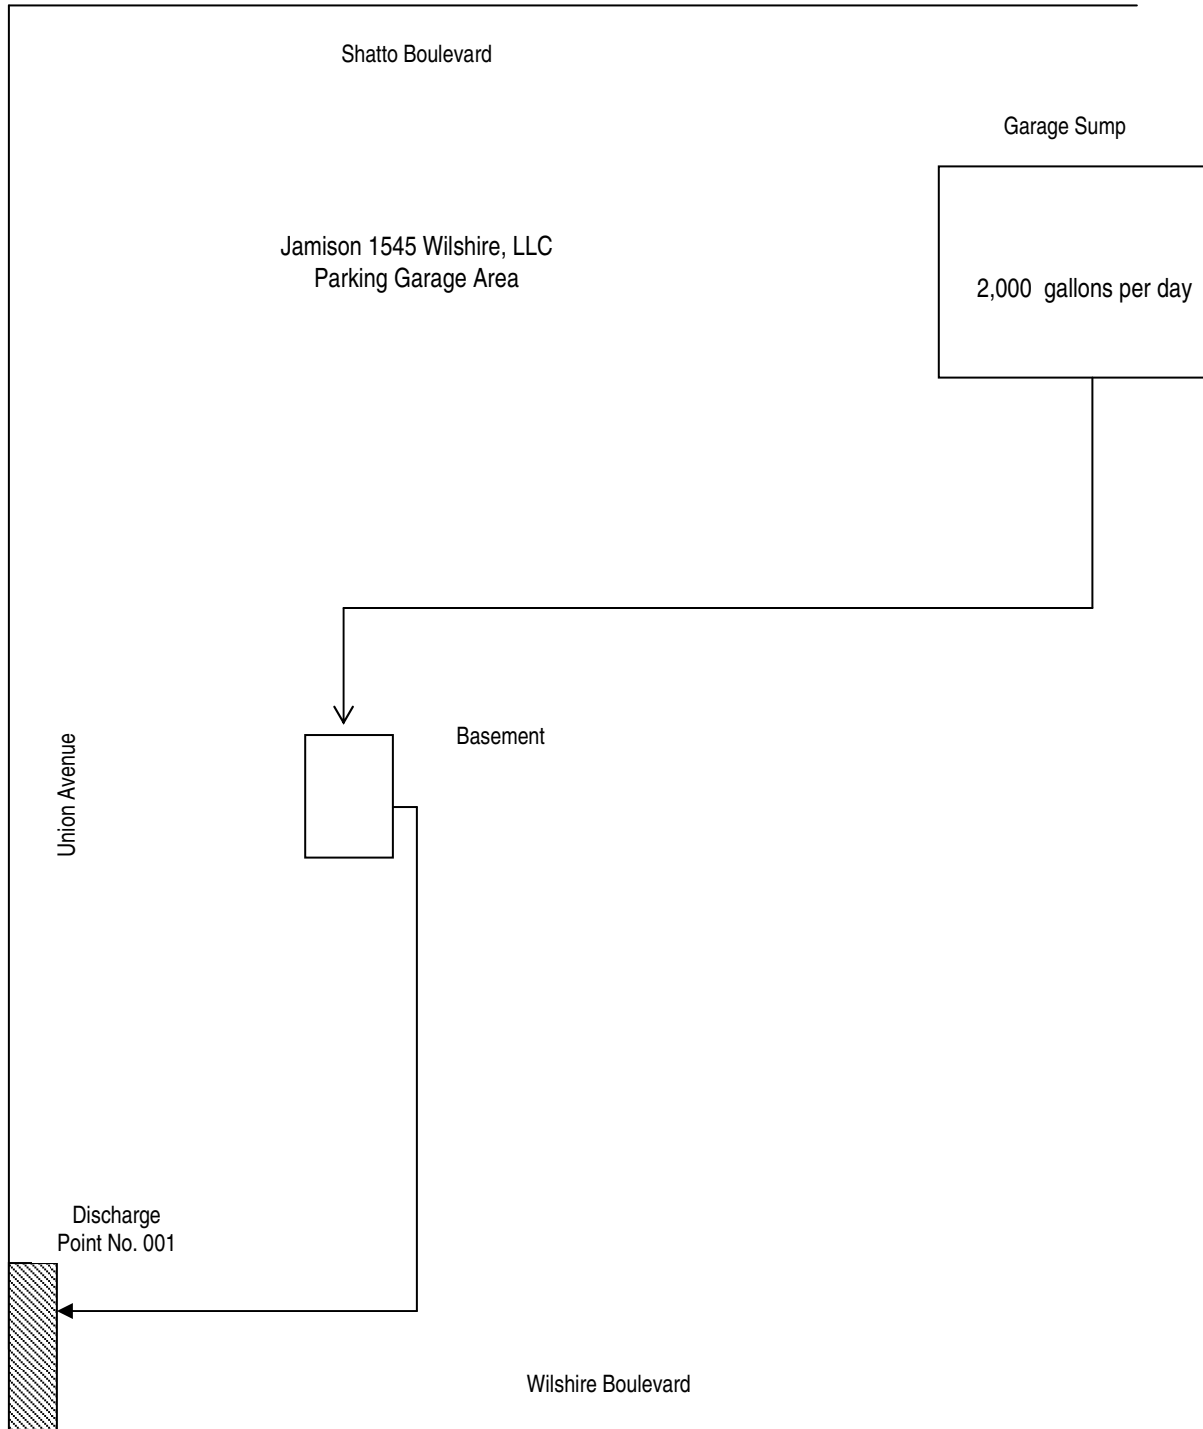 Shatto Boulevard
Garage Sump
Jamison 1545 Wilshire, LLC
Parking Garage Area
2,000 gallons per day
Basement
Union Avenue
Discharge
Point No. 001
Wilshire Boulevard